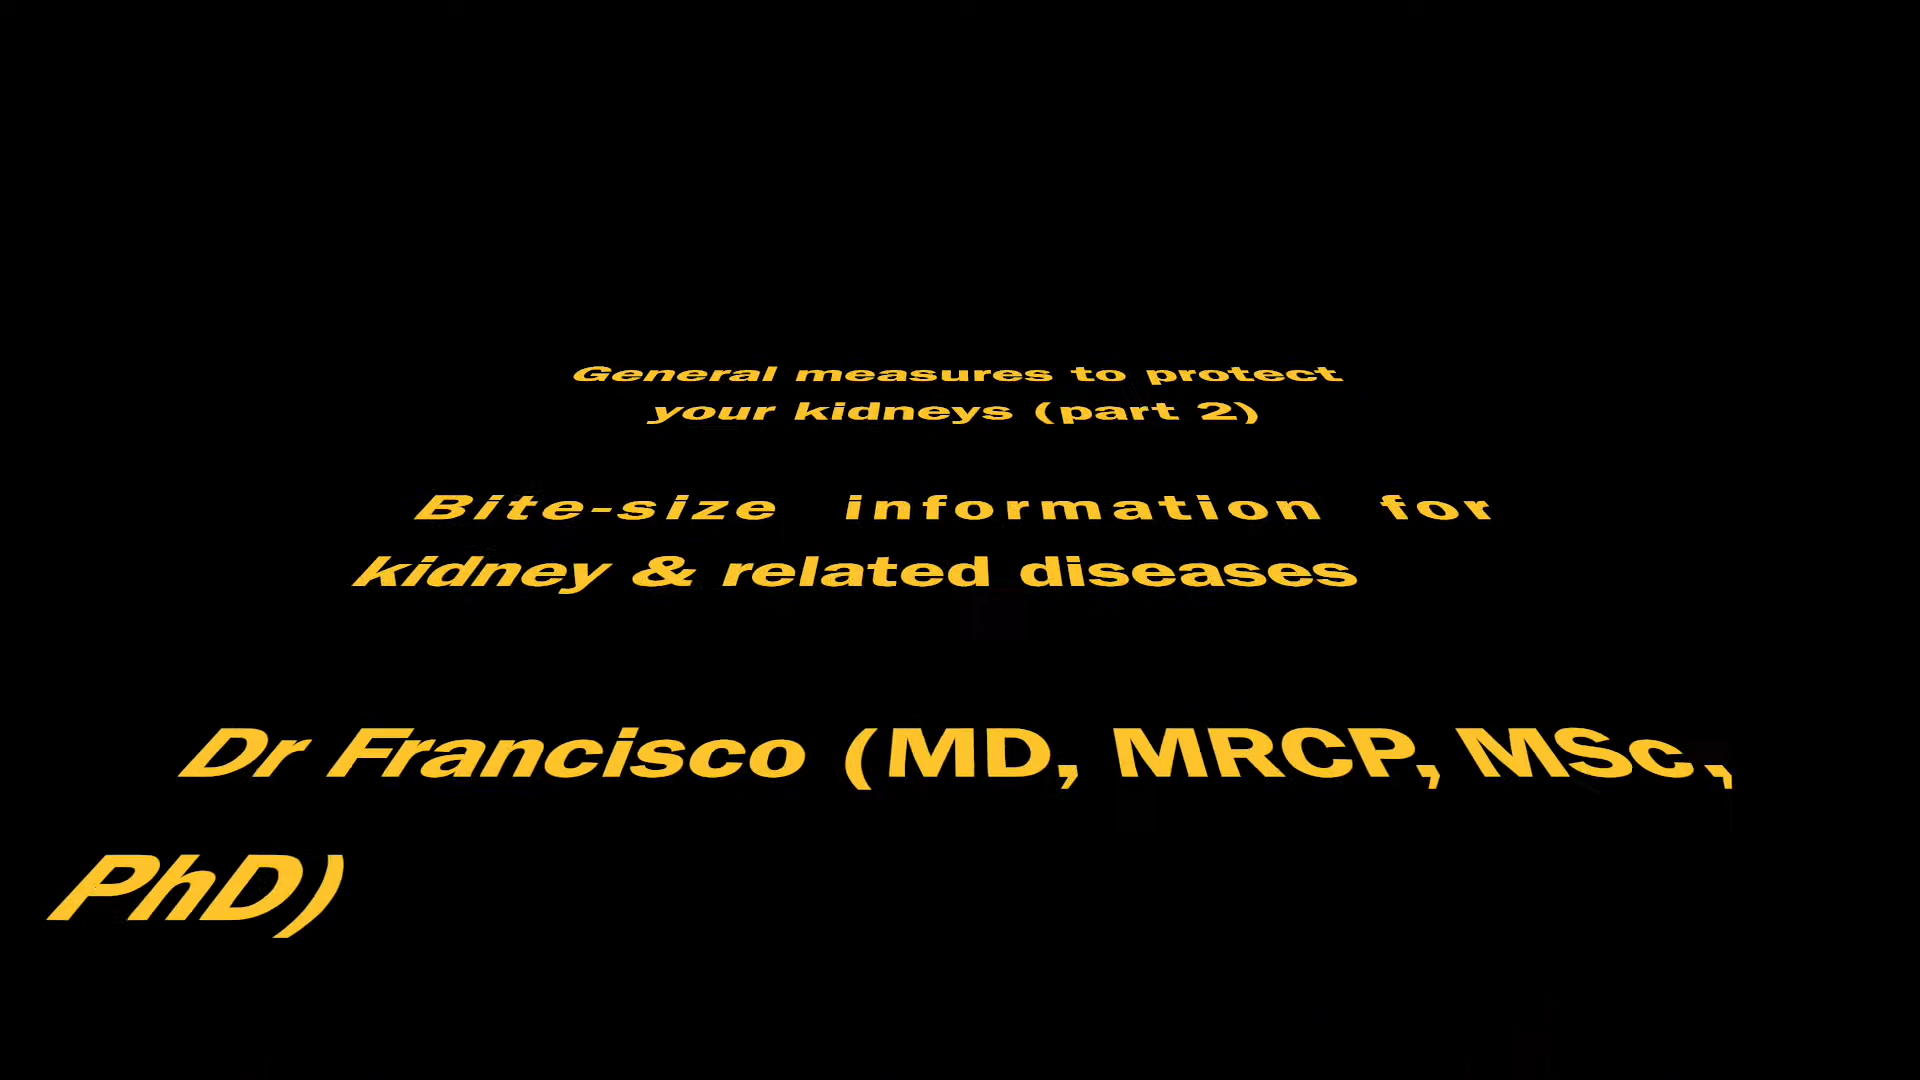 General measures to protect
your kidneys (part 2)
Bite-size information for
kidney & related diseases
Dr Francisco (MD, MRCP, MSc,
PhD)